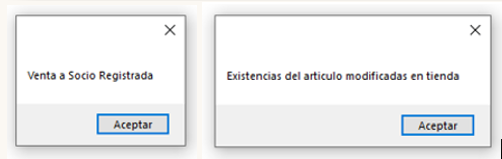 Venta a Socio Registrada
Aceptar
Existencias del articulo modificadas en tienda
Aceptar